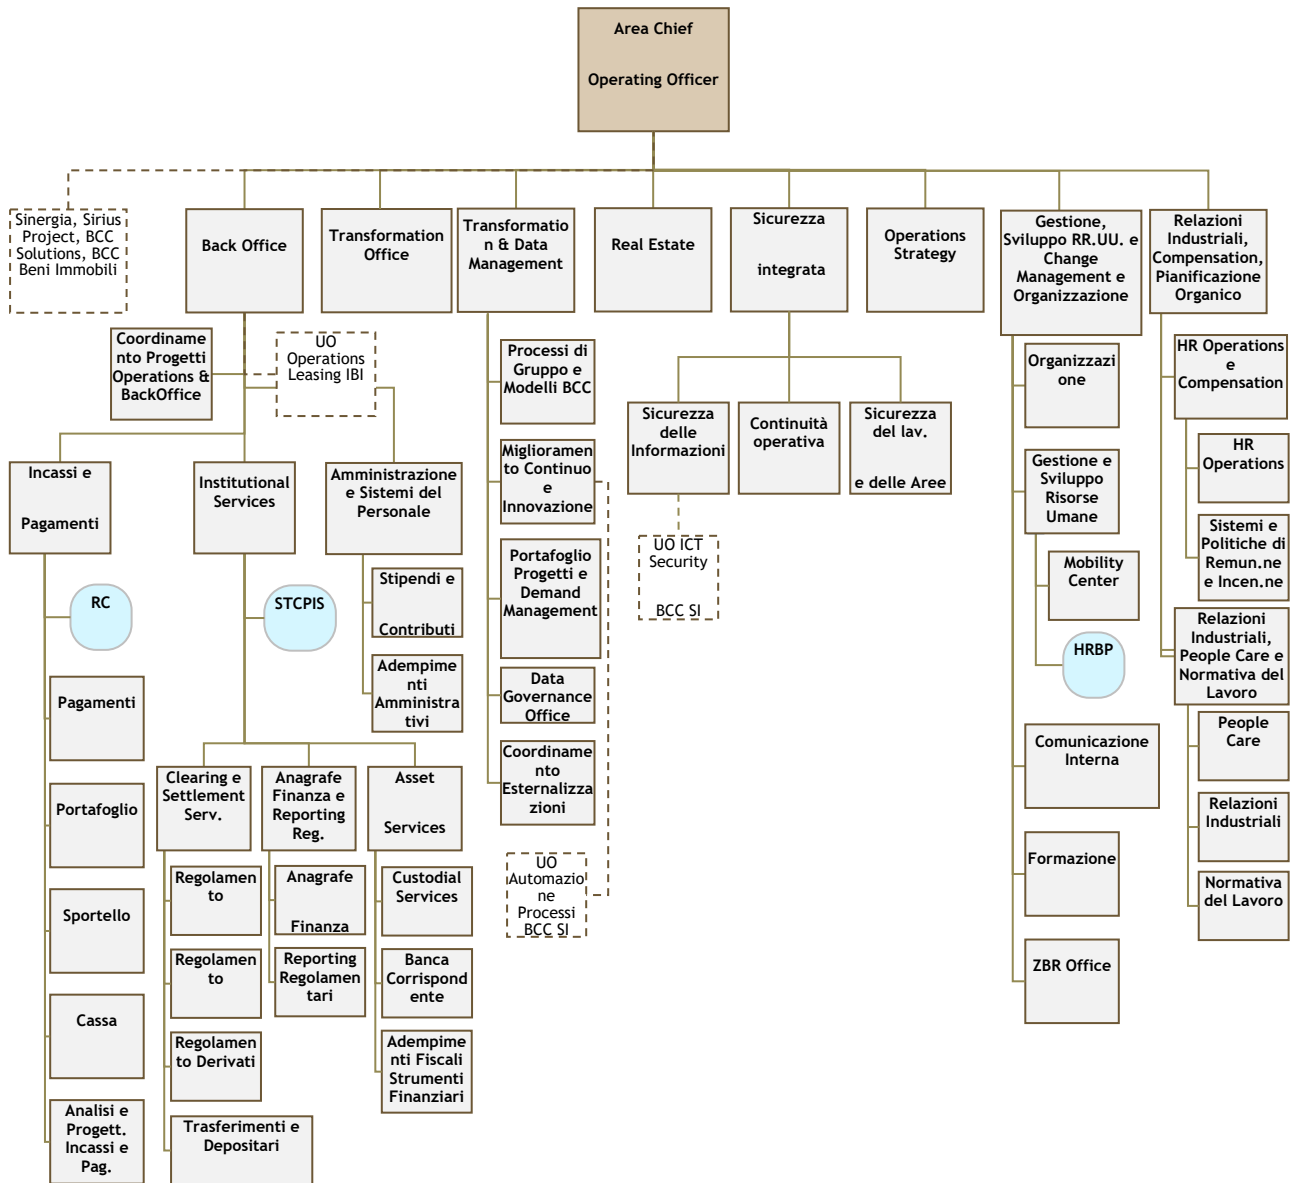 Area Chief
Operating Officer
Sinergia, Sirius
Project, BCC
Solutions, BCC
Beni Immobili
Back Office
Transformation
Office
Transformatio
n & Data
Management
Real Estate
Sicurezza
integrata
Operations
Strategy
Gestione,
Sviluppo RR.UU. e
Change
Management e
Organizzazione
Relazioni
Industriali,
Compensation,
Pianificazione
Organico
Coordiname
nto Progetti
Operations &
BackOffice
UO
Operations
Leasing IBI
Incassi e
Pagamenti
Institutional
Services
Amministrazione
e Sistemi del
Personale
RC
STCPIS
Stipendi e
Contributi
Adempime
nti
Amministra
tivi
Pagamenti
Portafoglio
Sportello
Cassa
Analisi e
Progett.
Incassi e
Pag.
Clearing e
Settlement
Serv.
Anagrafe
Finanza e
Reporting
Reg.
Asset
Services
Regolame
nto
Regolame
nto
Regolame
nto Derivati
Trasferimenti e
Depositari
Anagrafe
Finanza
Reporting
Regolamen
tari
Custodial
Services
Banca
Corrispond
ente
Adempime
nti Fiscali
Strumenti
Finanziari
Processi di
Gruppo e
Modelli BCC
Migliorame
nto Continuo
e
Innovazione
Portafoglio
Progetti e
Demand
Management
Data
Governance
Office
Coordiname
nto
Esternalizza
zioni
UO
Automazio
ne
Processi
BCC SI
Sicurezza
delle
Informazioni
Continuità
operativa
Sicurezza
del lav.
e delle Aree
UO ICT
Security
BCC SI
Organizzazi
one
Gestione e
Sviluppo
Risorse
Umane
Mobility
Center
HRBP
Comunicazione
Interna
Formazione
ZBR Office
HR Operations
e
Compensation
HR
Operations
Sistemi e
Politiche di
Remun.ne
e Incen.ne
Relazioni
Industriali,
People Care e
Normativa del
Lavoro
People
Care
Relazioni
Industriali
Normativa
del Lavoro